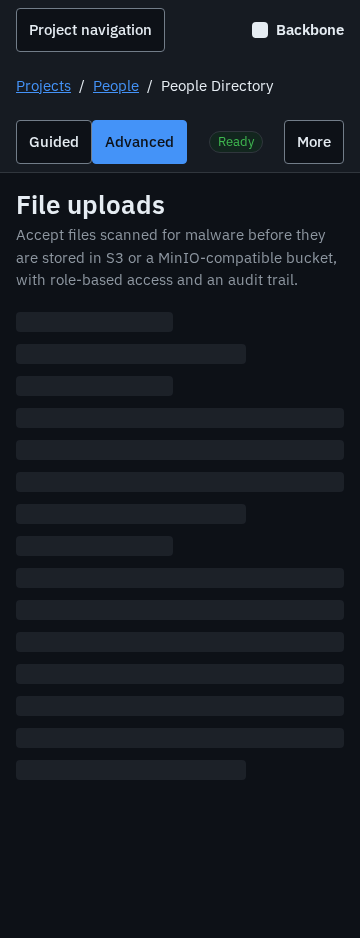 Project navigation
Backbone
Projects / People / People Directory
Guided Advanced Ready More
File uploads
Accept files scanned for malware before they
are stored in S3 or a MinIO-compatible bucket,
with role-based access and an audit trail.